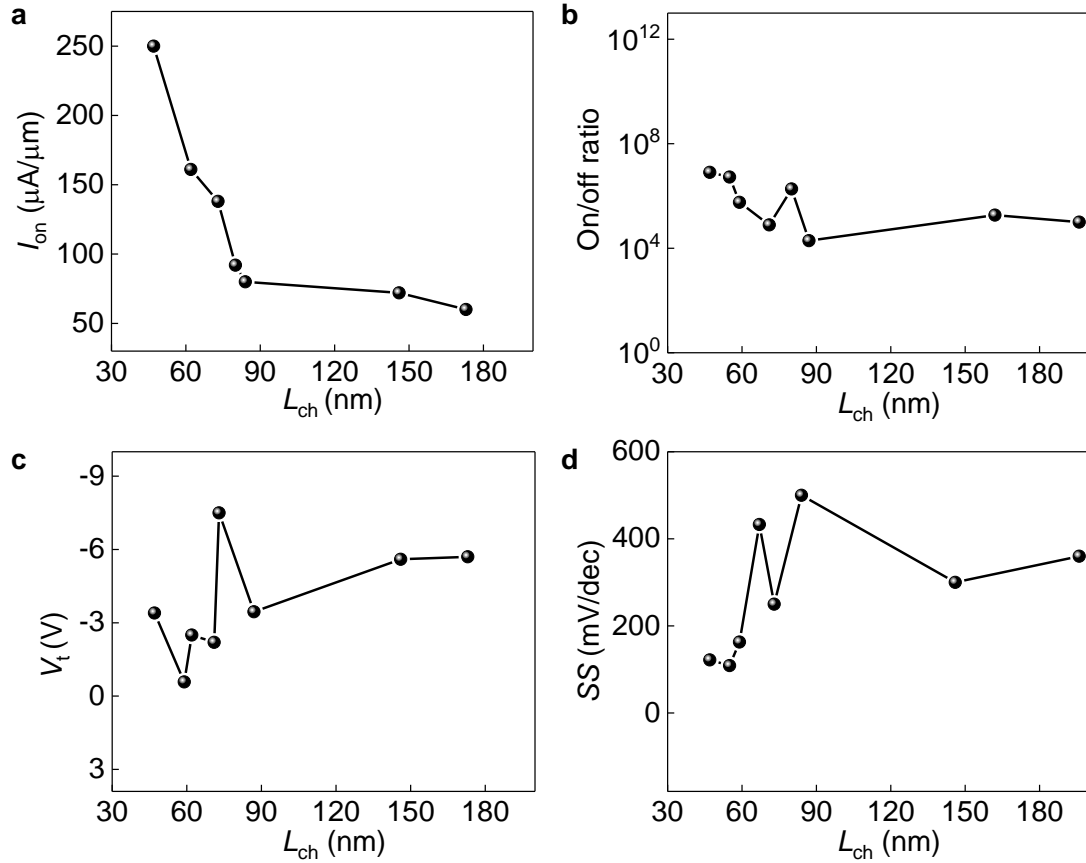 a
250
200
150
100
50
I_on (μA/μm)
30 60 90 120 150 180
L_ch (nm)
b
10^12
10^8
10^4
10^0
On/off ratio
30 60 90 120 150 180
L_ch (nm)
c
-9
-6
-3
0
3
V_t (V)
30 60 90 120 150 180
L_ch (nm)
d
600
400
200
0
SS (mV/dec)
30 60 90 120 150 180
L_ch (nm)